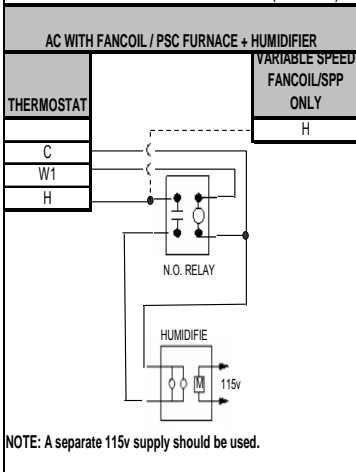 AC WITH FANCOIL / PSC FURNACE + HUMIDIFIER
THERMOSTAT
VARIABLE SPEED
FANCOIL/SPP
ONLY
H
C
W1
H
N.O. RELAY
HUMIDIFIE
M
115v
NOTE: A separate 115v supply should be used.